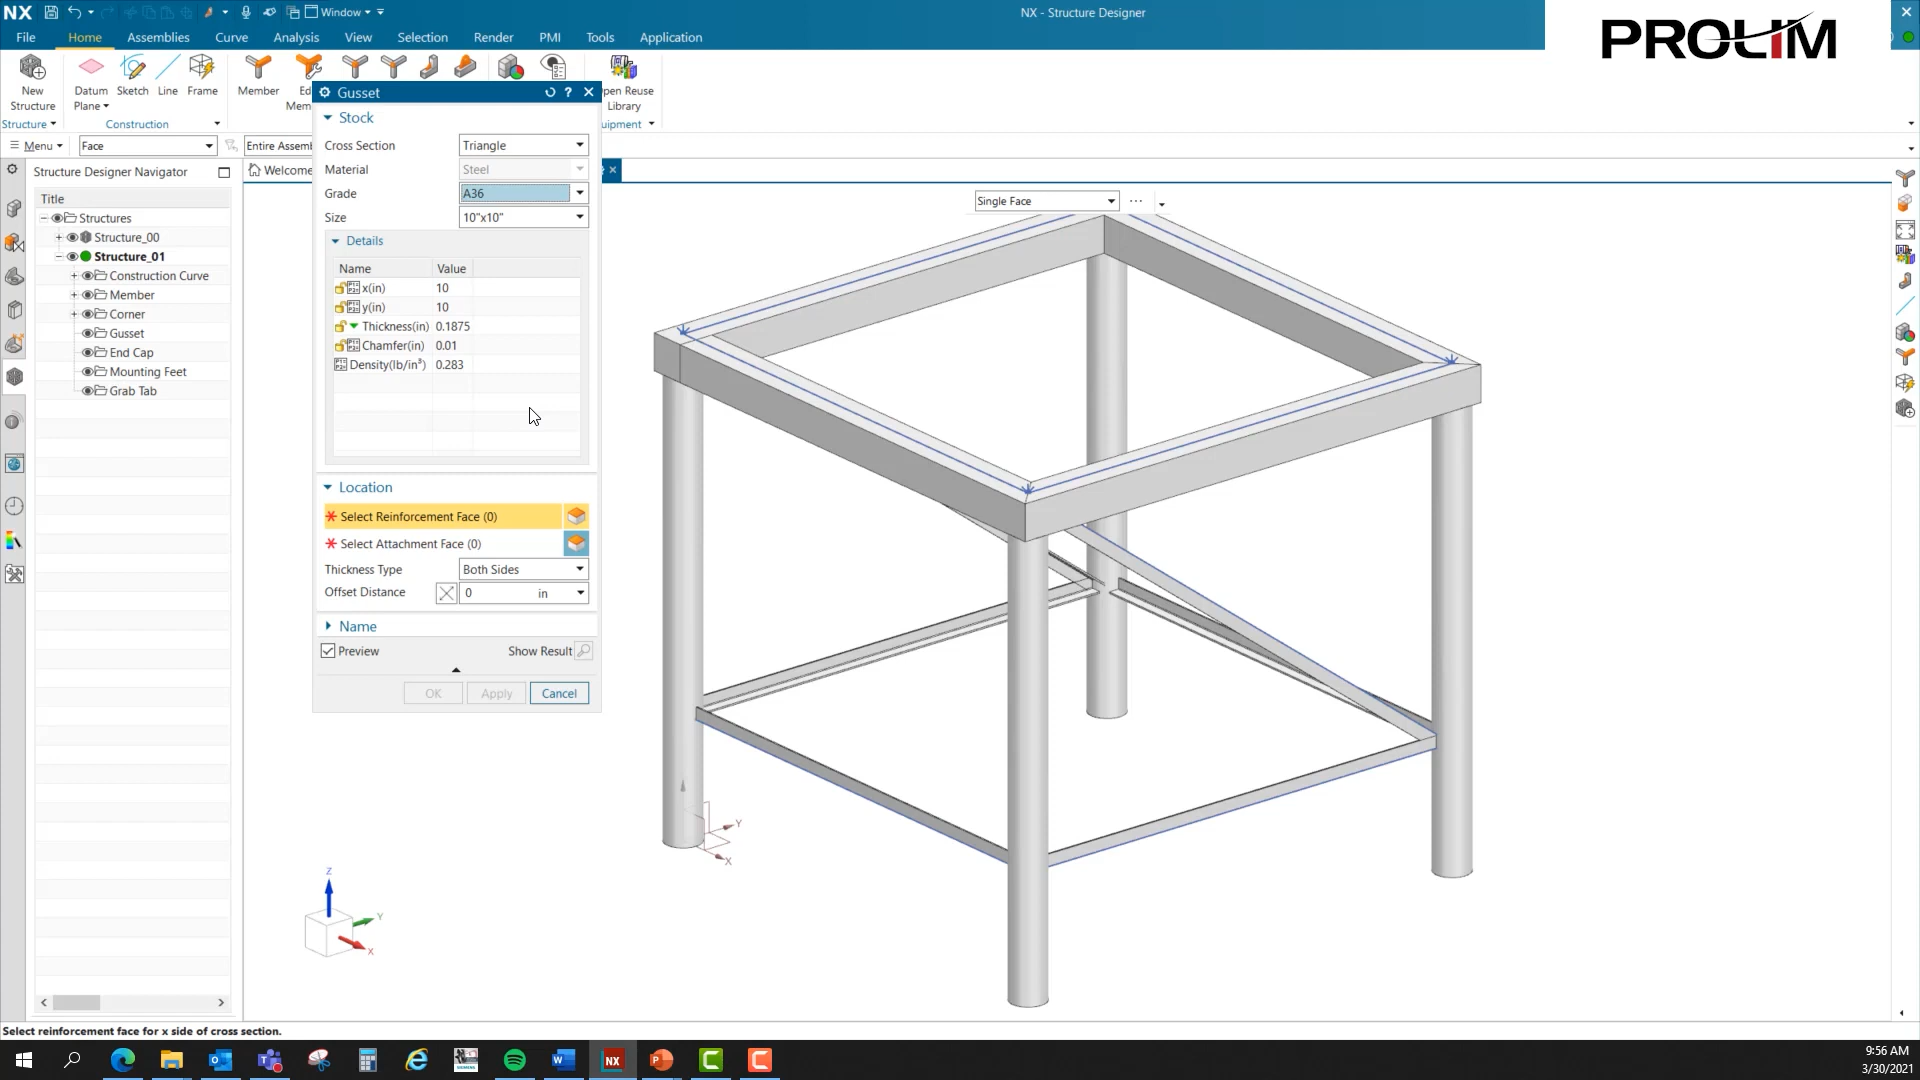 NX
Window
NX - Structure Designer
PROLIM
File
Home
Assemblies
Curve
Analysis
View
Selection
Render
PMI
Tools
Application
New
Structure
Datum
Plane
Sketch
Line
Frame
Member
Structure
Construction
Library
Menu
Face
Entire Assem
Gusset
Stock
Cross Section
Triangle
Material
Steel
Grade
A36
Size
10"x10"
Details
Name Value
x(in) 10
y(in) 10
Thickness(in) 0.1875
Chamfer(in) 0.01
Density(lb/in³) 0.283
Location
Select Reinforcement Face (0)
Select Attachment Face (0)
Thickness Type
Both Sides
Offset Distance
0 in
Name
Preview
Show Result
OK
Apply
Cancel
Structure Designer Navigator
Title
Structures
Structure_00
Structure_01
Construction Curve
Member
Corner
Gusset
End Cap
Mounting Feet
Grab Tab
Welcome
Single Face
Y
X
Z
Y
X
Select reinforcement face for x side of cross section.
NX
9:56 AM
3/30/2021